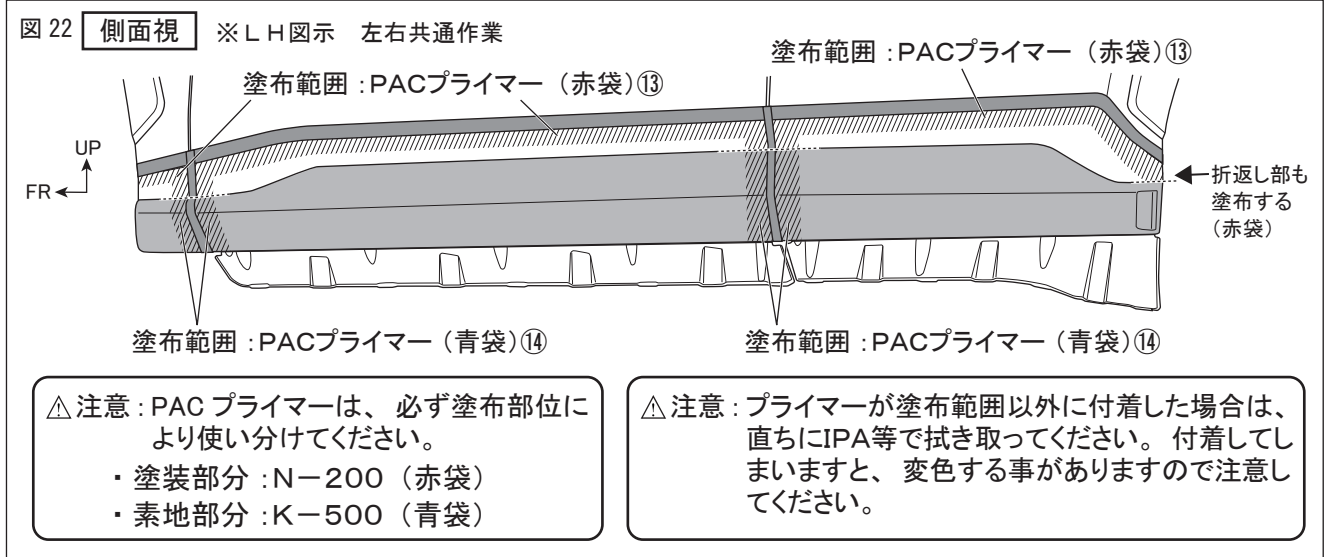 図 22 側面視 ※ＬＨ図示 左右共通作業
塗布範囲：PACプライマー（赤袋）⑬
塗布範囲：PACプライマー（赤袋）⑬
UP
FR
折返し部も
塗布する
（赤袋）
塗布範囲：PACプライマー（青袋）⑭
塗布範囲：PACプライマー（青袋）⑭
⚠注意：PAC プライマーは、必ず塗布部位に
より使い分けてください。
・塗装部分：N－200（赤袋）
・素地部分：K－500（青袋）
⚠注意：プライマーが塗布範囲以外に付着した場合は、
直ちにIPA等で拭き取ってください。付着してし
まいますと、変色する事がありますので注意し
てください。